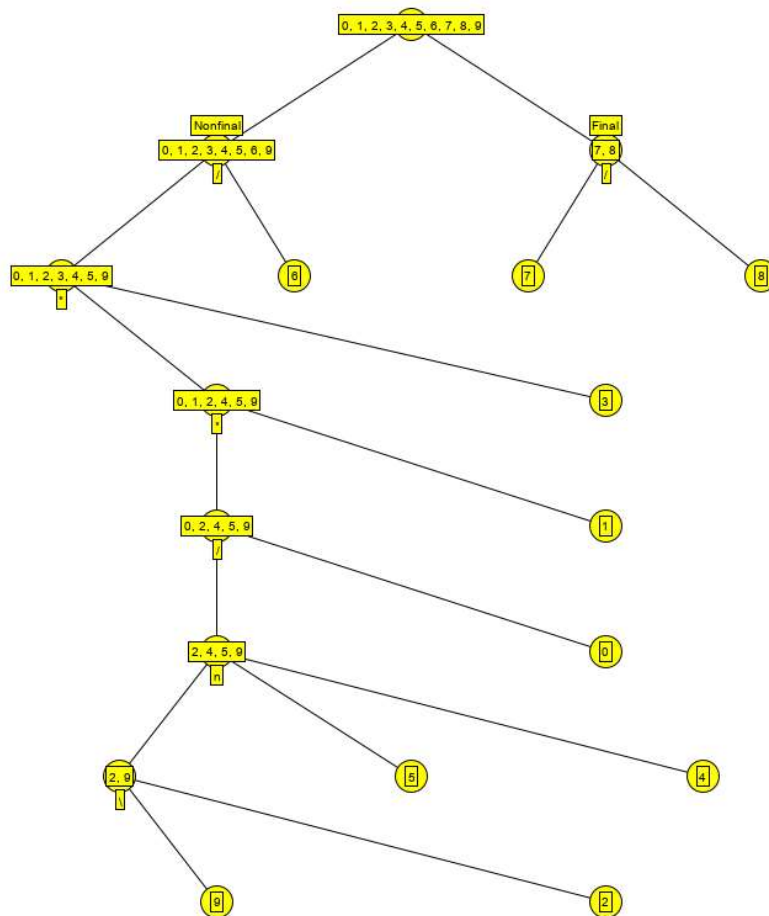 0, 1, 2, 3, 4, 5, 6, 7, 8, 9
Nonfinal
Final
0, 1, 2, 3, 4, 5, 6, 9
7, 8
/
/
0, 1, 2, 3, 4, 5, 9
6
7
8
*
0, 1, 2, 4, 5, 9
3
*
0, 2, 4, 5, 9
1
/
2, 4, 5, 9
0
n
2, 9
5
4
\
9
2